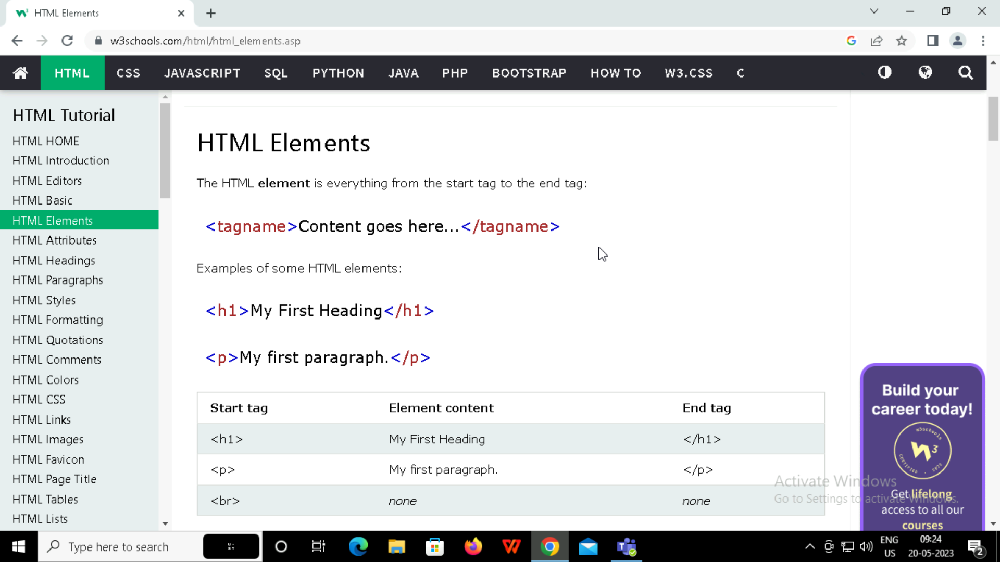 HTML Elements
w3schools.com/html/html_elements.asp
HTML CSS JAVASCRIPT SQL PYTHON JAVA PHP BOOTSTRAP HOW TO W3.CSS C
HTML Tutorial
HTML HOME
HTML Introduction
HTML Editors
HTML Basic
HTML Elements
HTML Attributes
HTML Headings
HTML Paragraphs
HTML Styles
HTML Formatting
HTML Quotations
HTML Comments
HTML Colors
HTML CSS
HTML Links
HTML Images
HTML Favicon
HTML Page Title
HTML Tables
HTML Lists
HTML Elements
The HTML element is everything from the start tag to the end tag:
<tagname>Content goes here...</tagname>
Examples of some HTML elements:
<h1>My First Heading</h1>
<p>My first paragraph.</p>
Start tag Element content End tag
<h1> My First Heading </h1>
<p> My first paragraph. </p>
<br> none none
Build your
career today!
w3schools
CERTIFIED . 2022
Get lifelong
access to all our
courses
Activate Windows
Go to Settings to activate Windows.
Type here to search
ENG
US
09:24
20-05-2023
2